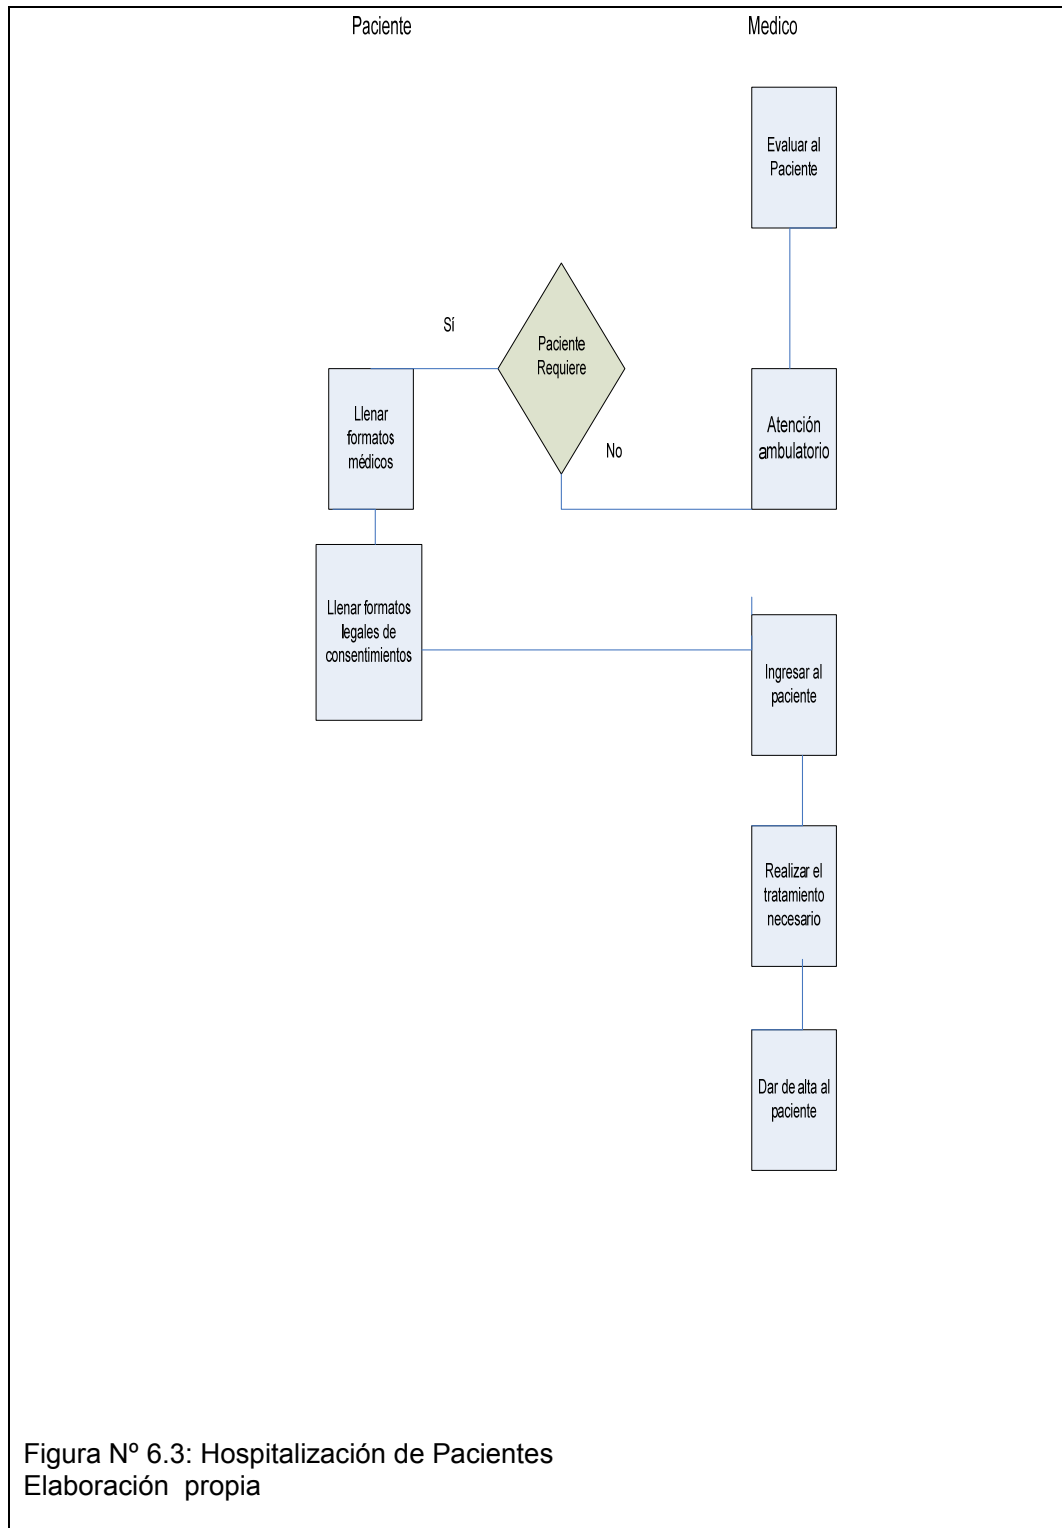 Paciente
Medico
Evaluar al
Paciente
Sí
Paciente
Requiere
Llenar
formatos
médicos
No
Atención
ambulatorio
Llenar formatos
legales de
consentimientos
Ingresar al
paciente
Realizar el
tratamiento
necesario
Dar de alta al
paciente
Figura Nº 6.3: Hospitalización de Pacientes
Elaboración propia